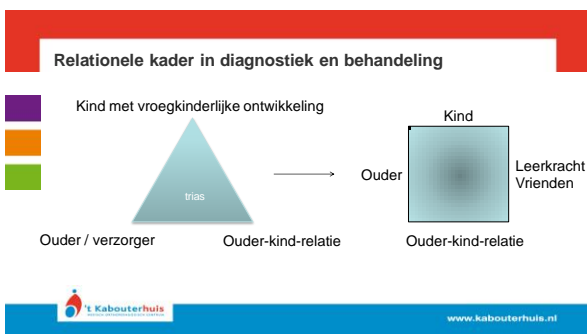 Relationele kader in diagnostiek en behandeling
Kind met vroegkinderlijke ontwikkeling
Kind
trias
Ouder
Leerkracht
Vrienden
Ouder / verzorger
Ouder-kind-relatie
Ouder-kind-relatie
't Kabouterhuis
www.kabouterhuis.nl